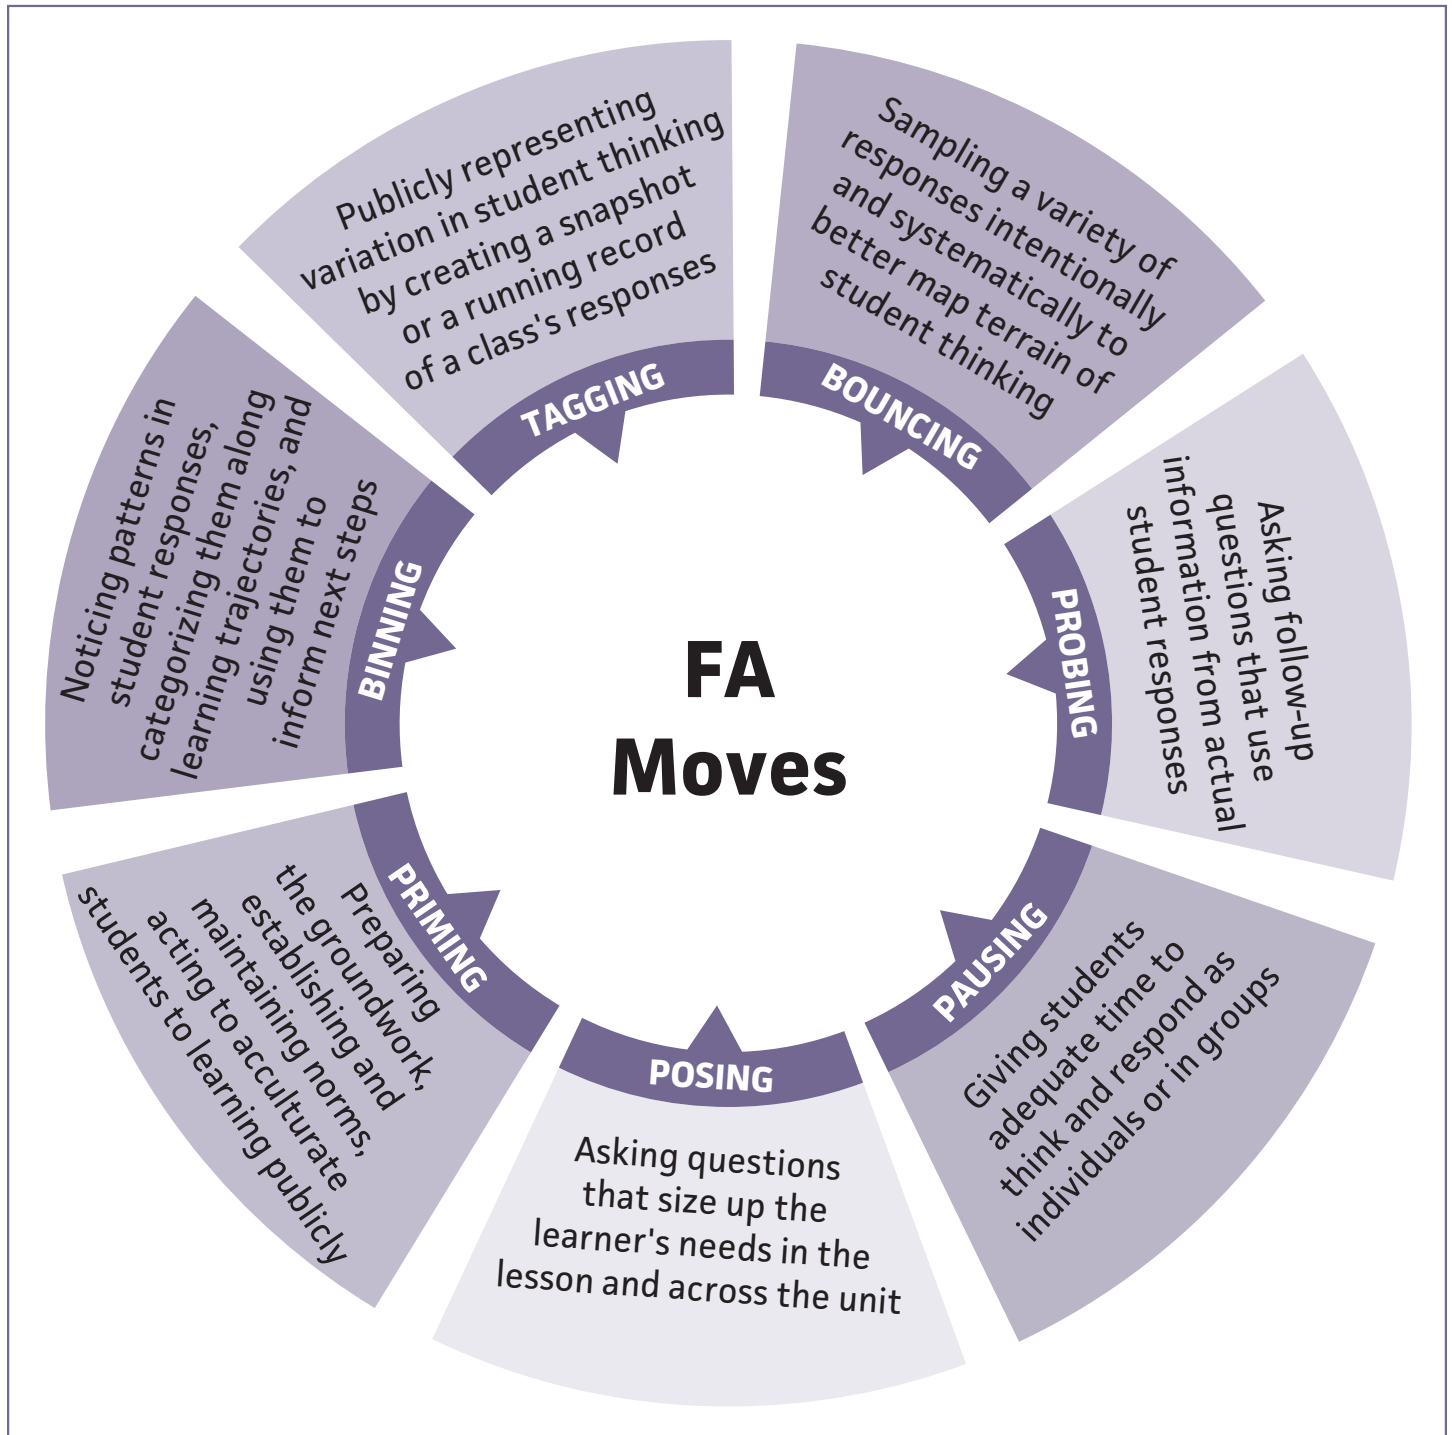 FA
Moves
TAGGING
Publicly representing
variation in student thinking
by creating a snapshot
or a running record
of a class's responses
BOUNCING
Sampling a variety of
responses intentionally
and systematically to
better map terrain of
student thinking
PROBING
Asking follow-up
questions that use
information from actual
student responses
PAUSING
Giving students
adequate time to
think and respond as
individuals or in groups
POSING
Asking questions
that size up the
learner's needs in the
lesson and across the unit
PRIMING
Preparing
the groundwork,
establishing and
maintaining norms,
acting to acculturate
students to learning publicly
BINNING
Noticing patterns in
student responses,
categorizing them along
learning trajectories, and
using them to
inform next steps